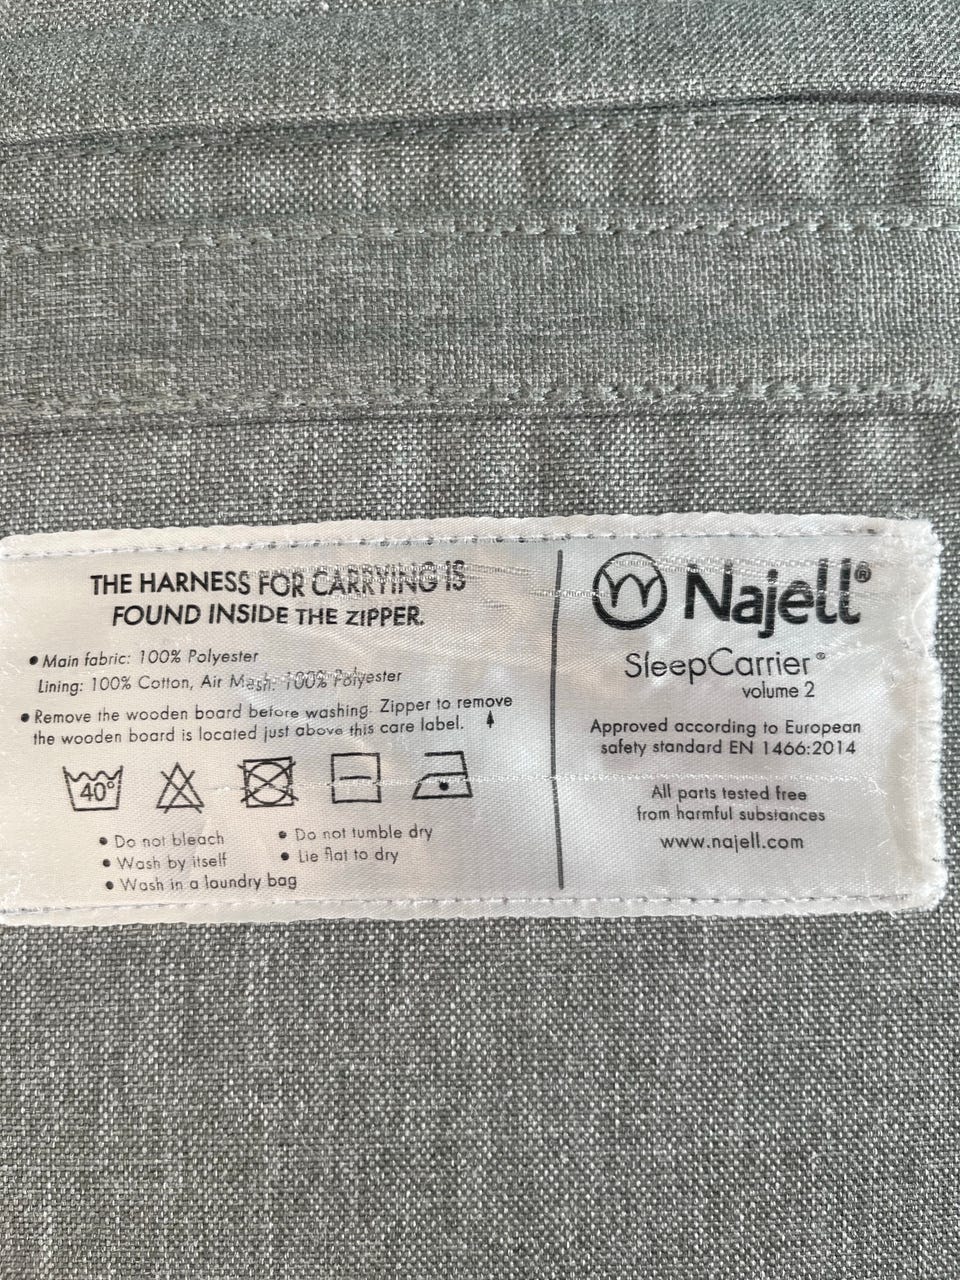 THE HARNESS FOR CARRYING IS
FOUND INSIDE THE ZIPPER.
• Main fabric: 100% Polyester
Lining: 100% Cotton, Air Mesh: 100% Polyester
• Remove the wooden board before washing. Zipper to remove
the wooden board is located just above this care label.
40°
• Do not bleach
• Wash by itself
• Wash in a laundry bag
• Do not tumble dry
• Lie flat to dry
Najell®
SleepCarrier®
volume 2
Approved according to European
safety standard EN 1466:2014
All parts tested free
from harmful substances
www.najell.com